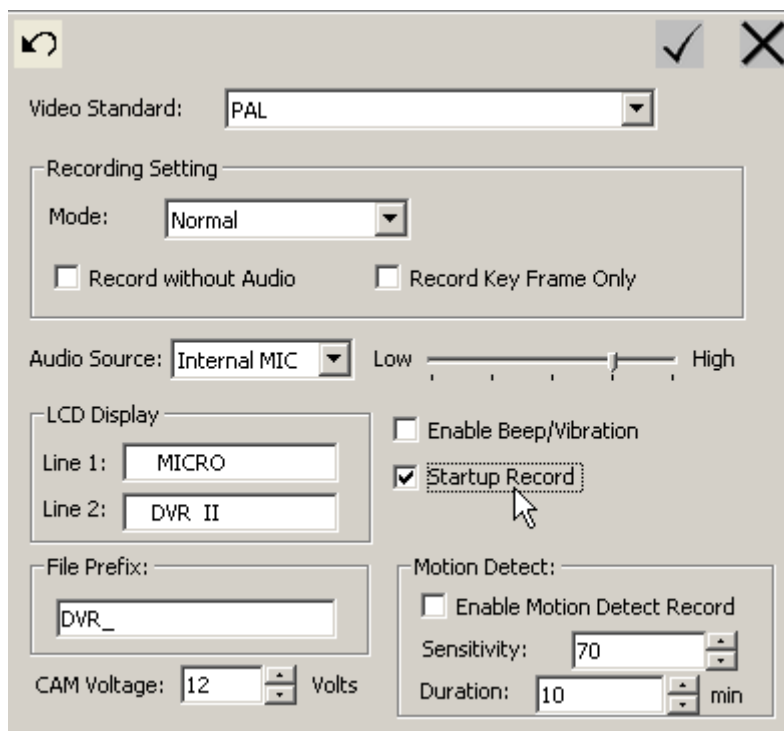 Video Standard: PAL
Recording Setting
Mode: Normal
Record without Audio Record Key Frame Only
Audio Source: Internal MIC Low High
LCD Display
Line 1: MICRO
Line 2: DVR II
Enable Beep/Vibration
Startup Record
File Prefix:
DVR_
CAM Voltage: 12 Volts
Motion Detect:
Enable Motion Detect Record
Sensitivity: 70
Duration: 10 min